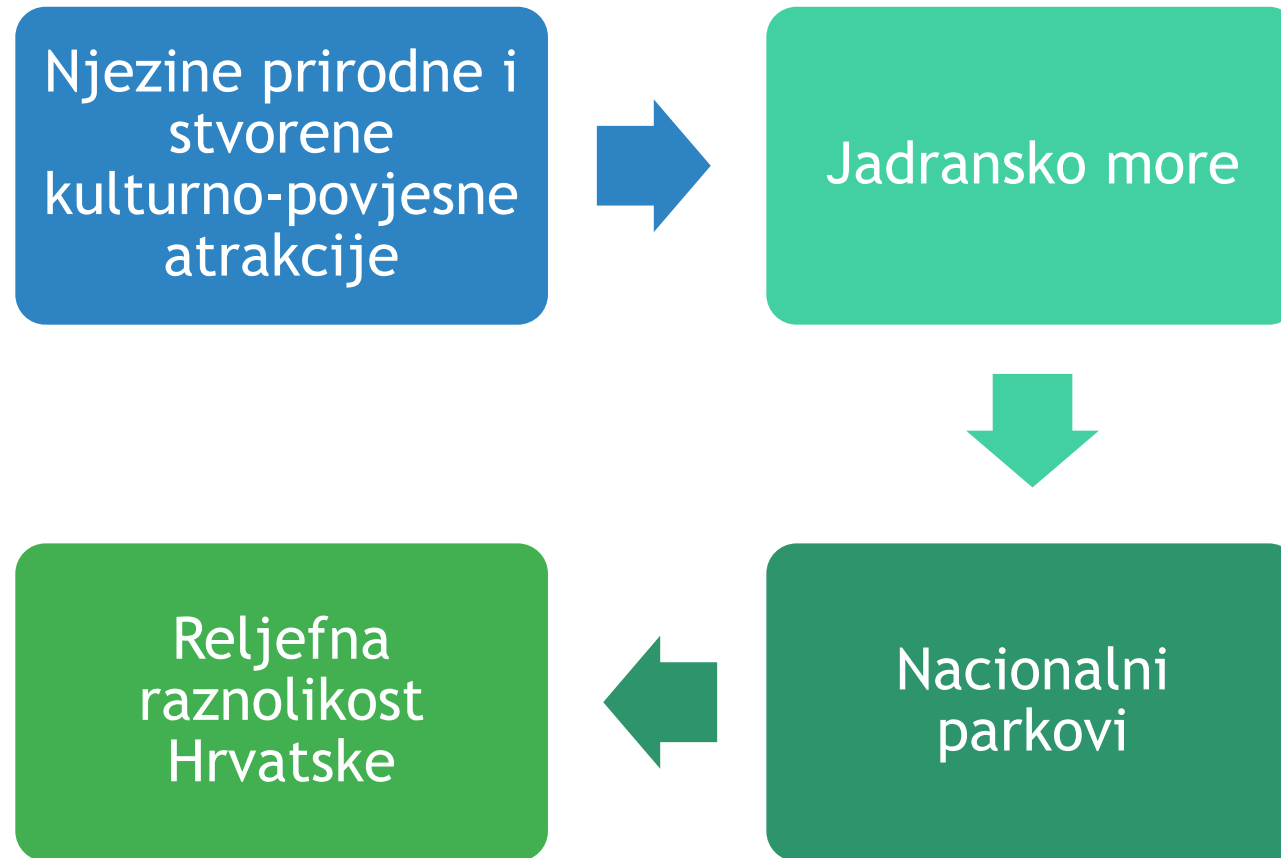 Njezine prirodne i
stvorene
kulturno-povjesne
atrakcije
Jadransko more
Nacionalni
parkovi
Reljefna
raznolikost
Hrvatske